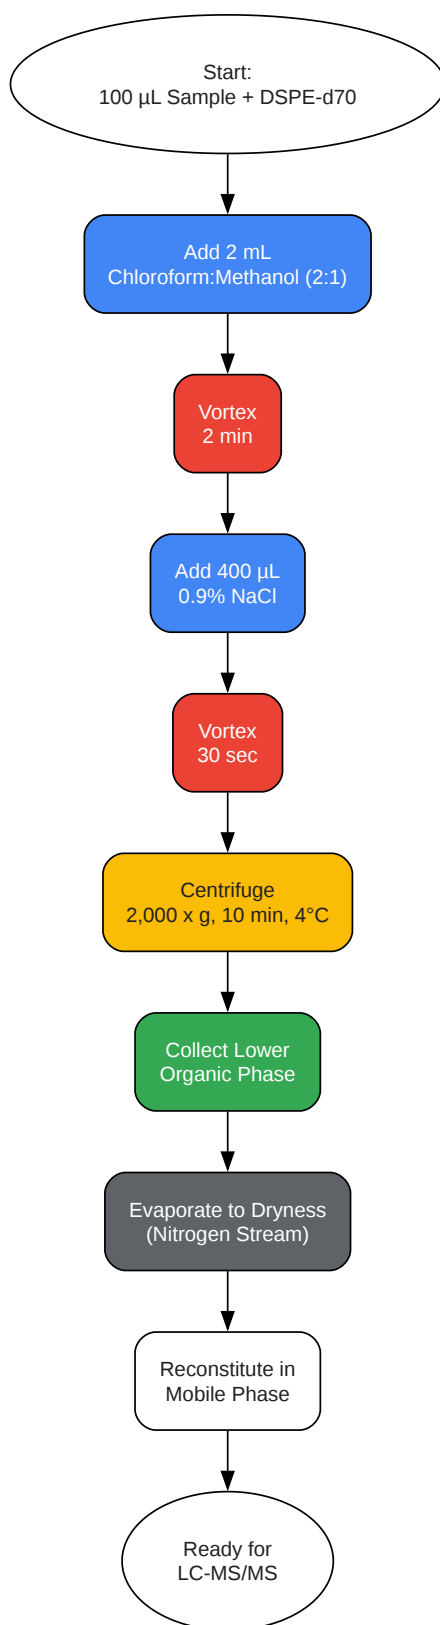 Start:
100 µL Sample + DSPE-d70
Add 2 mL
Chloroform:Methanol (2:1)
Vortex
2 min
Add 400 µL
0.9% NaCl
Vortex
30 sec
Centrifuge
2,000 x g, 10 min, 4°C
Collect Lower
Organic Phase
Evaporate to Dryness
(Nitrogen Stream)
Reconstitute in
Mobile Phase
Ready for
LC-MS/MS